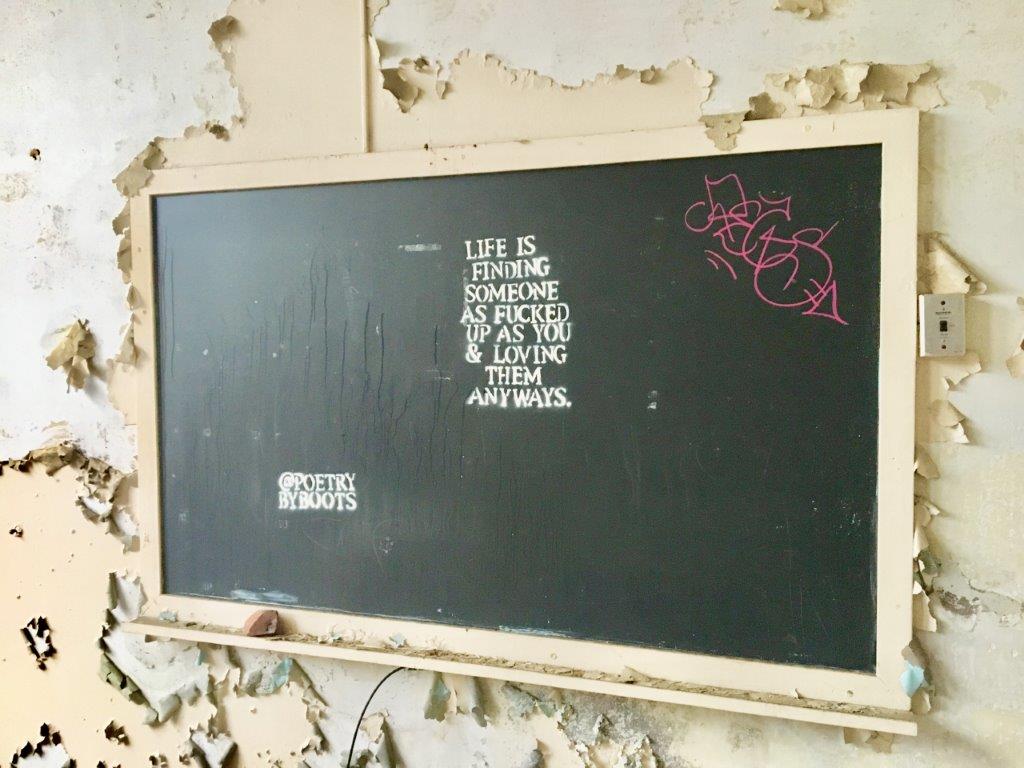 LIFE IS
FINDING
SOMEONE
AS FUCKED
UP AS YOU
& LOVING
THEM
ANYWAYS.
@POETRY
BYBOOTS